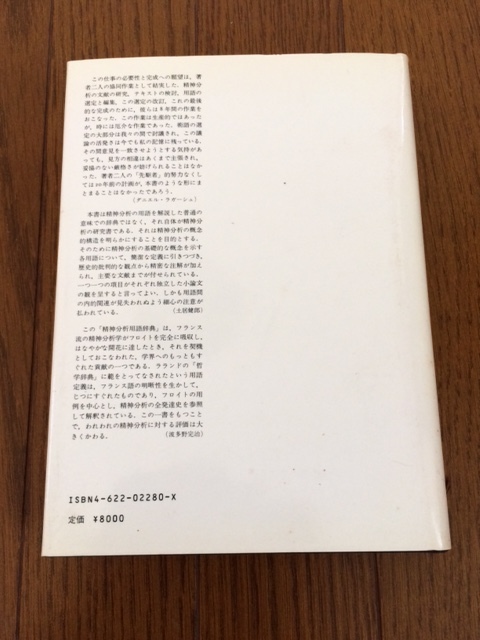 この仕事の必要性と完成への願望は、著
者二人の協同作業として結実した。精神分
析の文献の研究、テキストの検討、用語の
選定と編集、この選定の改訂、これの最後
的な完成のために、彼らは8年間の作業を
おこなった。この作業は生産的ではあった
が、時には厄介な作業であった。術語の選
定の大部分は我々の間で討議され、この議
論の活発さは今でも私の記憶に残っている。
その間意見を一致させようとする気持があ
っても、見方の相違はあくまで主張され、
妥協のない厳格さが妨げられることはなか
った。著者二人の「先駆者」的努力なくし
ては20年前の計画が、本書のような形にま
とまることはなかったであろう。
(ダニエル・ラガーシュ)
本書は精神分析の用語を解説した普通の
意味での辞典ではなく、それ自体が精神分
析の研究書である。それは精神分析の概念
的構造を明らかにすることを目的とする。
そのために精神分析の基礎的な概念を示す
各用語について、簡潔な定義に引きつづき、
歴史的批判的な観点から精密な注解が加え
られ、主要な文献までが付せられている。
一つ一つの項目がそれぞれ独立した小論文
の観を呈すると言ってよい。しかも用語間
の内的関連が見失われぬよう細心の注意が
払われている。
(土居健郎)
この「精神分析用語辞典」は、フランス
流の精神分析学がフロイトを完全に吸収し、
はなやかな開花に達したとき、それを契機
としておこなわれた、学界へのもっともす
ぐれた貢献の一つである。ラランドの「哲
学辞典」に範をとってなされたという用語
定義は、フランス語の明晰性を生かして、
じつにすぐれたものであり、フロイトの用
例を中心とし、精神分析の全発達史を参照
して解釈されている。この一書をもつこと
で、われわれの精神分析に対する評価は大
きくかわる。
(波多野完治)
ISBN4-622-02280-X
定価 ¥8000